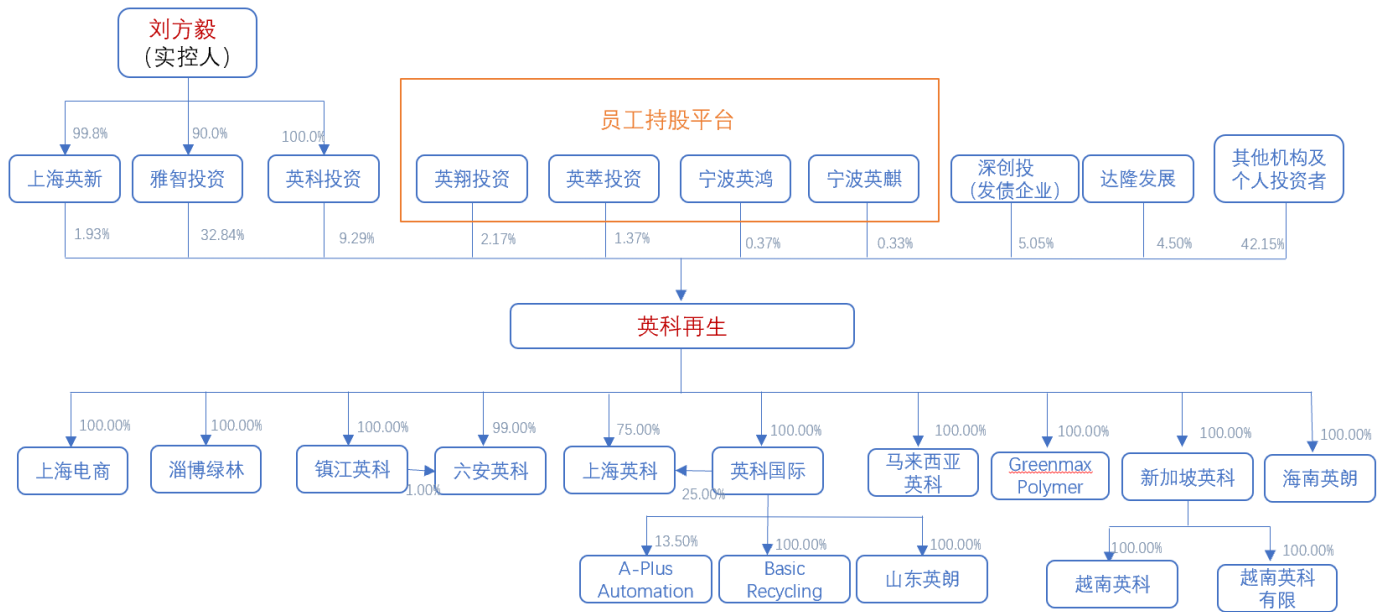 刘方毅
（实控人）
员工持股平台
99.8%
90.0%
100.0%
上海英新
雅智投资
英科投资
英翔投资
英萃投资
宁波英鸿
宁波英麒
深创投
（发债企业）
达隆发展
其他机构及
个人投资者
1.93%
32.84%
9.29%
2.17%
1.37%
0.37%
0.33%
5.05%
4.50%
42.15%
英科再生
100.00%
100.00%
100.00%
99.00%
75.00%
100.00%
100.00%
100.00%
100.00%
100.00%
上海电商
淄博绿林
镇江英科
1.00%
六安英科
上海英科
25.00%
英科国际
马来西亚
英科
Greenmax
Polymer
新加坡英科
海南英朗
13.50%
100.00%
100.00%
100.00%
100.00%
A-Plus
Automation
Basic
Recycling
山东英朗
越南英科
越南英科
有限